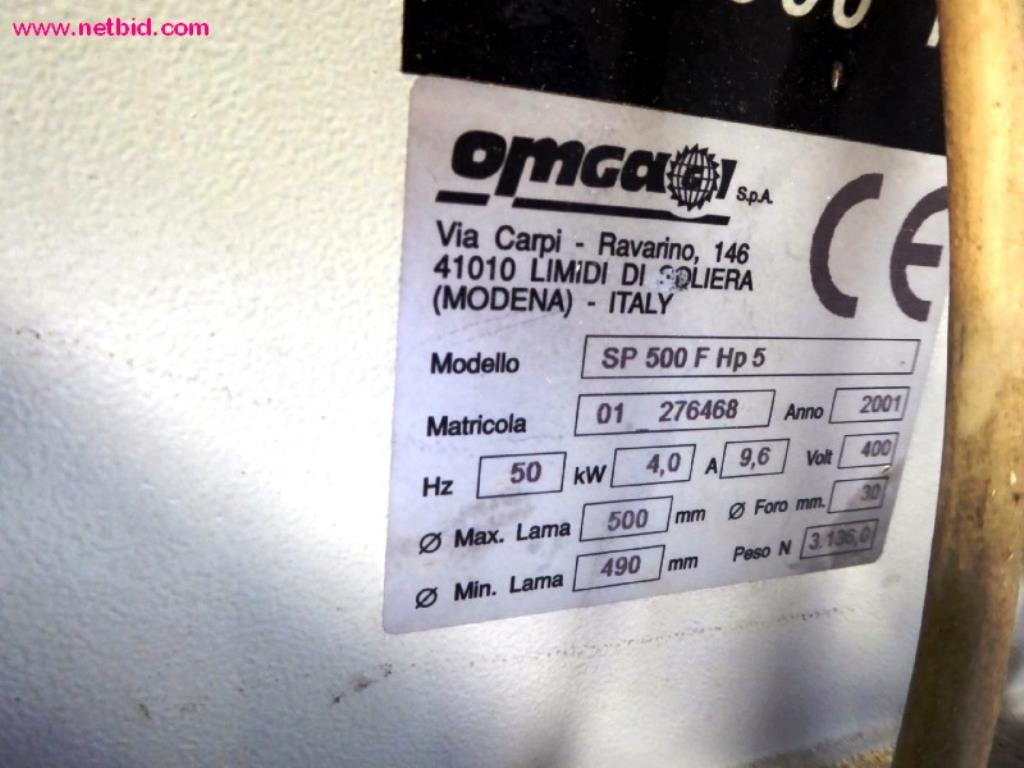 www.netbid.com
omga S.p.A.
Via Carpi - Ravarino, 146
41010 LIMIDI DI SOLIERA
(MODENA) - ITALY
CE
Modello SP 500 F Hp 5
Matricola 01_276468 Anno 2001
Hz 50 kW 4,0 A 9,6 Volt 400
Ø Max. Lama 500 mm Ø Foro mm. 30
Ø Min. Lama 490 mm Peso N 3.136,0